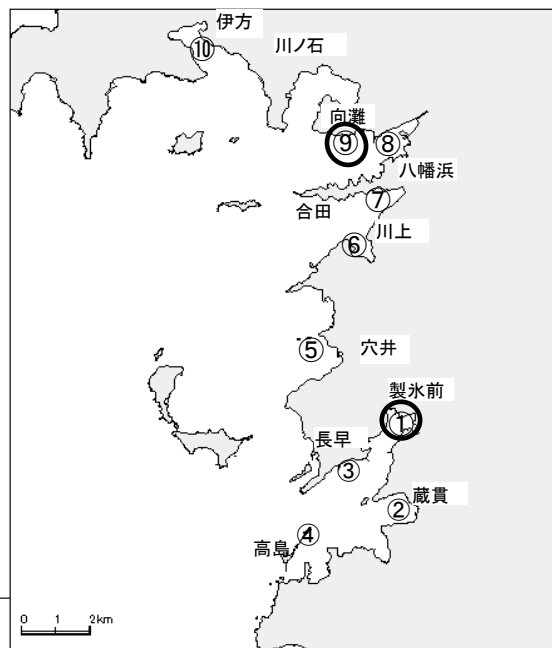 伊方
⑩
川ノ石
向灘
⑨
⑧
八幡浜
⑦
合田
川上
⑥
⑤
穴井
製氷前
①
長早
③
蔵貫
②
④
高島
0 1 2km